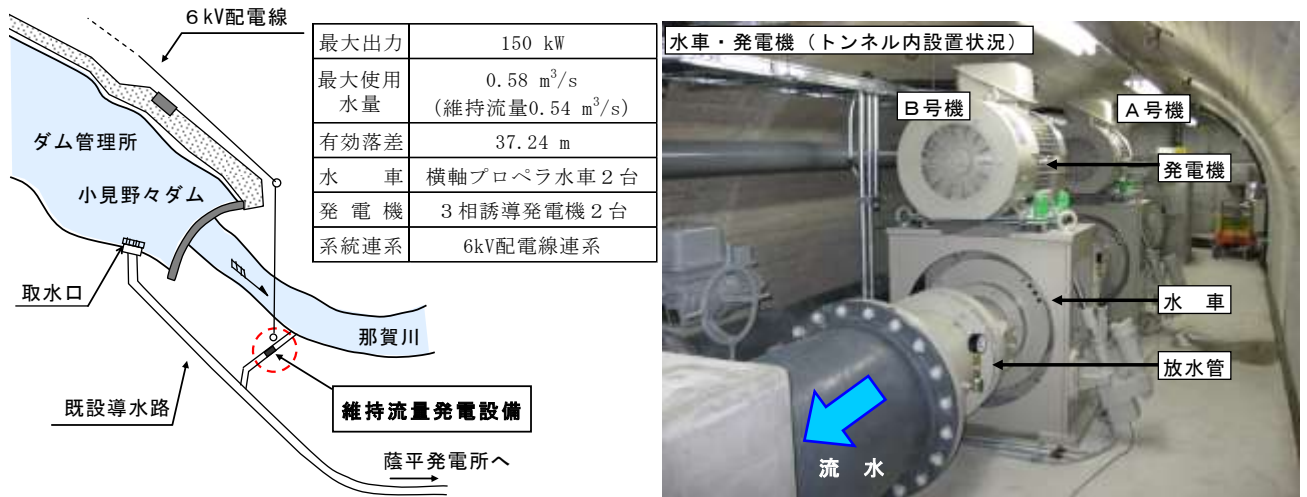 6kV配電線
ダム管理所
小見野々ダム
取水口
那賀川
既設導水路
維持流量発電設備
蔭平発電所へ
最大出力 150 kW
最大使用水量 0.58 m³/s
(維持流量0.54 m³/s)
有効落差 37.24 m
水 車 横軸プロペラ水車2台
発 電 機 3相誘導発電機2台
系統連系 6kV配電線連系
水車・発電機（トンネル内設置状況）
B号機
A号機
発電機
水 車
放水管
流 水